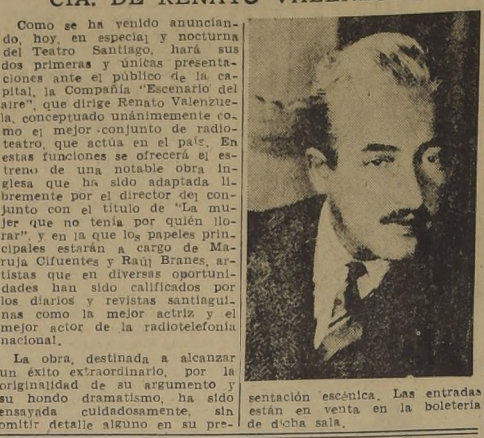 CIA. DE RENATO
Como se ha venido anuncian-
do, hoy, en especial y nocturna
del Teatro Santiago, hará sus
dos primeras y únicas presenta-
ciones ante el público de la ca-
pital, la Compañía "Escenario del
aire", que dirige Renato Valenzue-
la, conceptuado unánimemente co-
mo el mejor conjunto de radio-
teatro, que actúa en el país. En
estas funciones se ofrecerá el es-
treno de una notable obra in-
glesa que ha sido adaptada li-
bremente por el director del con-
junto con el título de "La mu-
jer que no tenía por quién llo-
rar", y en la que los papeles prin-
cipales estarán a cargo de Ma-
ruja Cifuentes y Raúl Branes, ar-
tistas que en diversas oportuni-
dades han sido calificados por
los diarios y revistas santiagui-
nas como la mejor actriz y el
mejor actor de la radiotelefonía
nacional.
La obra, destinada a alcanzar
un éxito extraordinario, por la
originalidad de su argumento y
su hondo dramatismo, ha sido
ensayada cuidadosamente, sin
omitir detalle alguno en su pre-
sentación escénica. Las entradas
están en venta en la boletería
de dicha sala.